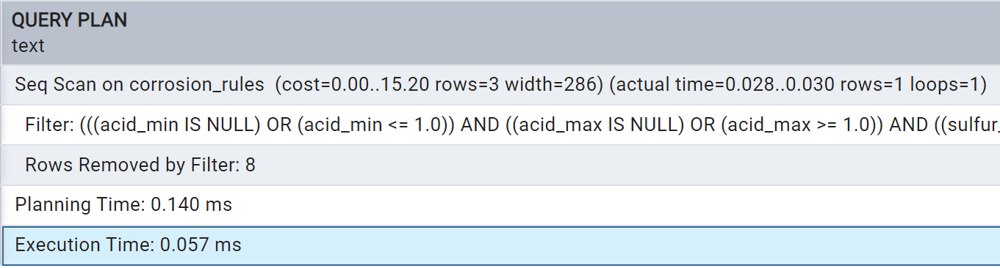 QUERY PLAN
text
Seq Scan on corrosion_rules (cost=0.00..15.20 rows=3 width=286) (actual time=0.028..0.030 rows=1 loops=1)
Filter: (((acid_min IS NULL) OR (acid_min <= 1.0)) AND ((acid_max IS NULL) OR (acid_max >= 1.0)) AND ((sulfur_
Rows Removed by Filter: 8
Planning Time: 0.140 ms
Execution Time: 0.057 ms